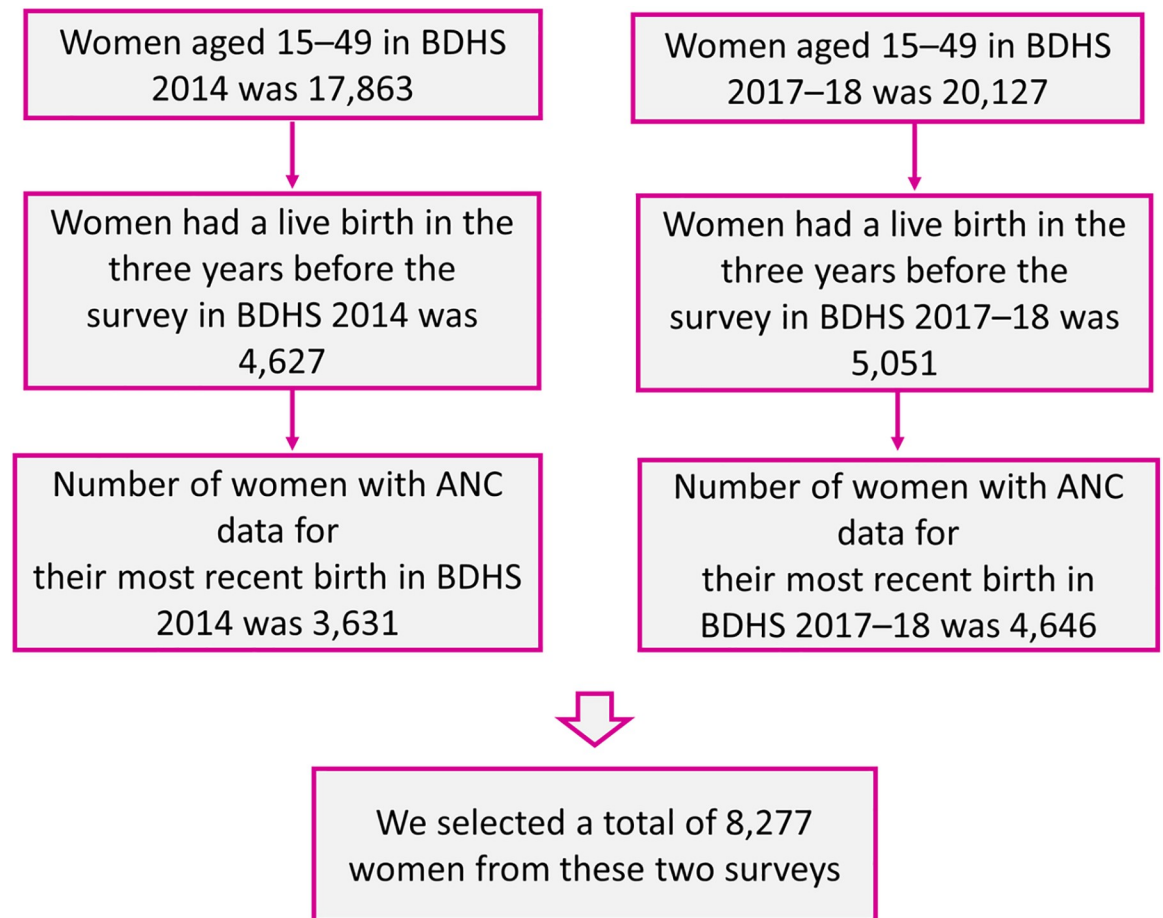 Women aged 15–49 in BDHS
2014 was 17,863
Women aged 15–49 in BDHS
2017–18 was 20,127
Women had a live birth in the
three years before the
survey in BDHS 2014 was
4,627
Women had a live birth in the
three years before the
survey in BDHS 2017–18 was
5,051
Number of women with ANC
data for
their most recent birth in BDHS
2014 was 3,631
Number of women with ANC
data for
their most recent birth in
BDHS 2017–18 was 4,646
We selected a total of 8,277
women from these two surveys